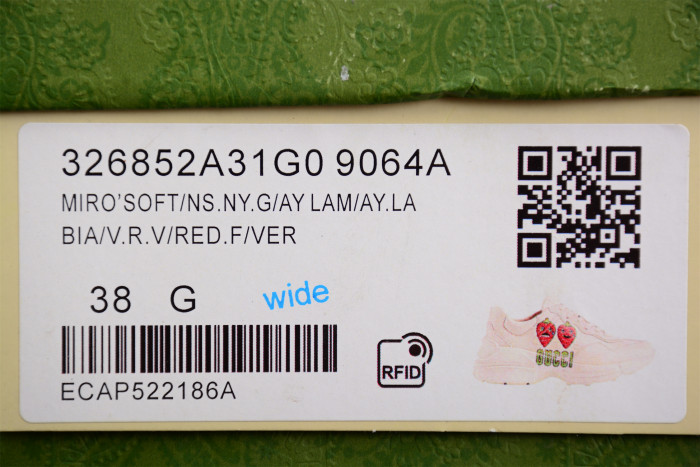 326852A31G0 9064A
MIRO'SOFT/NS.NY.G/AY LAM/AY.LA
BIA/V.R.V/RED.F/VER
38 G wide
ECAP522186A
RFID
GUCCI